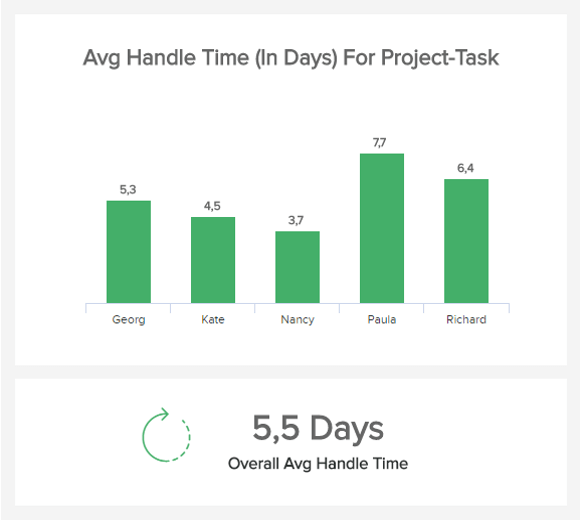 Avg Handle Time (In Days) For Project-Task
7,7
6,4
5,3
4,5
3,7
Georg Kate Nancy Paula Richard
5,5 Days
Overall Avg Handle Time